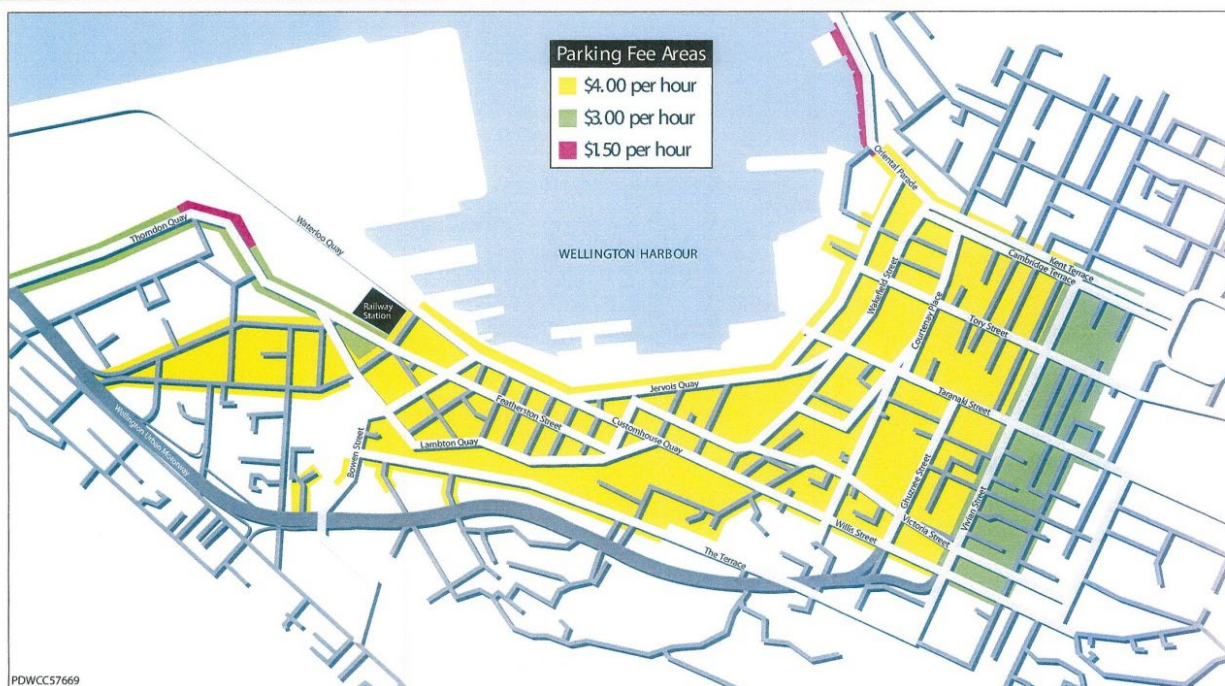 Parking Fee Areas
$4.00 per hour
$3.00 per hour
$1.50 per hour
Oriental Parade
Thorndon Quay
Waterloo Quay
WELLINGTON HARBOUR
Kent Terrace
Cambridge Terrace
Wakefield Street
Courtenay Place
Railway
Station
Tory Street
Jervois Quay
Taranaki Street
Featherston Street
Customhouse Quay
Wellington Urban Motorway
Bowen Street
Lambton Quay
Ghuznee Street
Vivian Street
Victoria Street
Willis Street
The Terrace
PDWCC57669